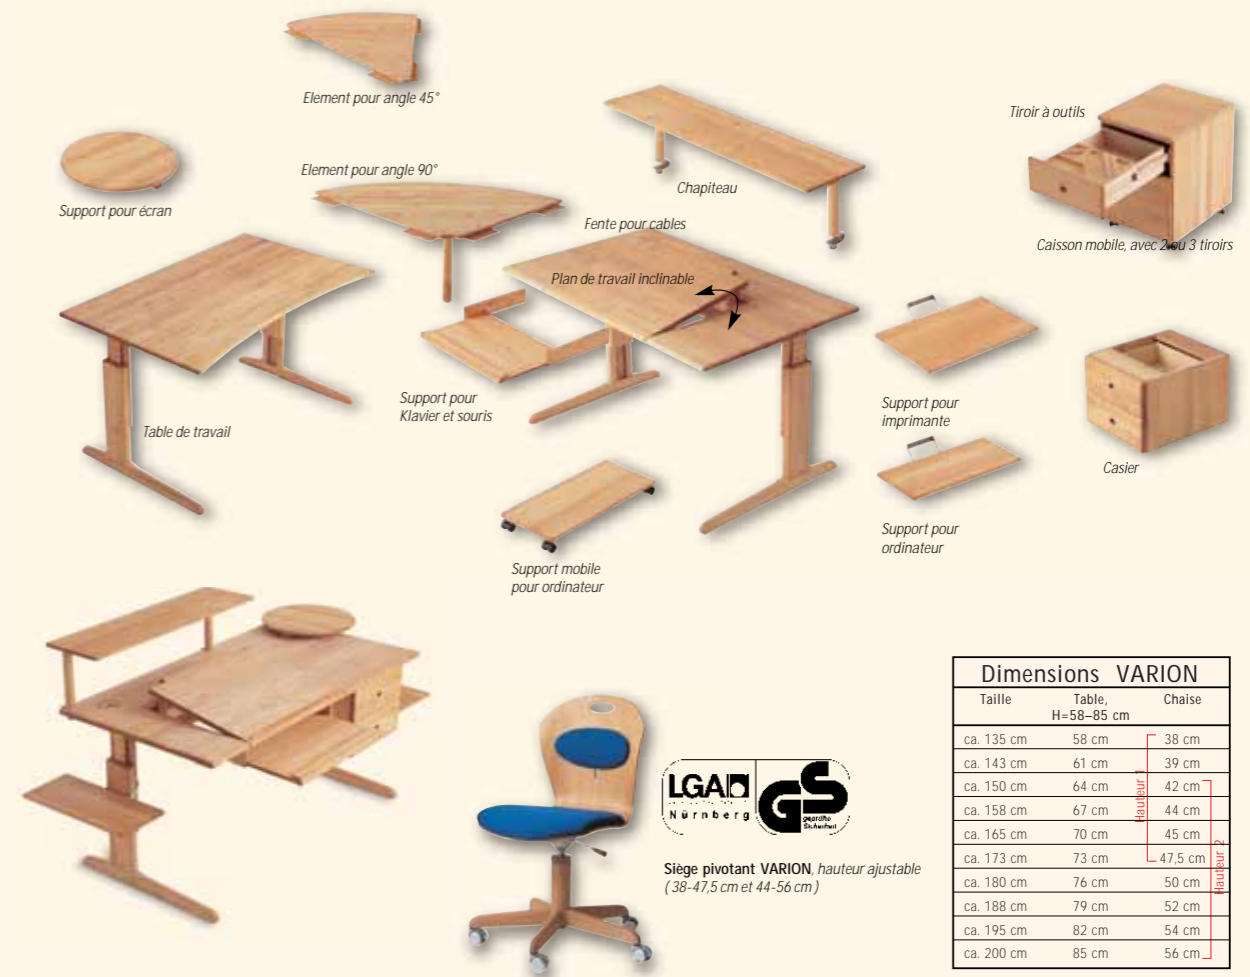 Element pour angle 45°
Tiroir à outils
Element pour angle 90°
Chapiteau
Support pour écran
Fente pour cables
Caisson mobile, avec 2 ou 3 tiroirs
Plan de travail inclinable
Support pour
Klavier et souris
Support pour
imprimante
Table de travail
Casier
Support pour
ordinateur
Support mobile
pour ordinateur
LGA
Nürnberg
GS
geprüfte
Sicherheit
Siège pivotant VARION, hauteur ajustable
( 38-47,5 cm et 44-56 cm )
Dimensions VARION
Taille Table, Chaise
H=58–85 cm
ca. 135 cm 58 cm 38 cm
ca. 143 cm 61 cm 39 cm
ca. 150 cm 64 cm 42 cm
ca. 158 cm 67 cm 44 cm
ca. 165 cm 70 cm 45 cm
ca. 173 cm 73 cm 47,5 cm
ca. 180 cm 76 cm 50 cm
ca. 188 cm 79 cm 52 cm
ca. 195 cm 82 cm 54 cm
ca. 200 cm 85 cm 56 cm
Hauteur 1
Hauteur 2